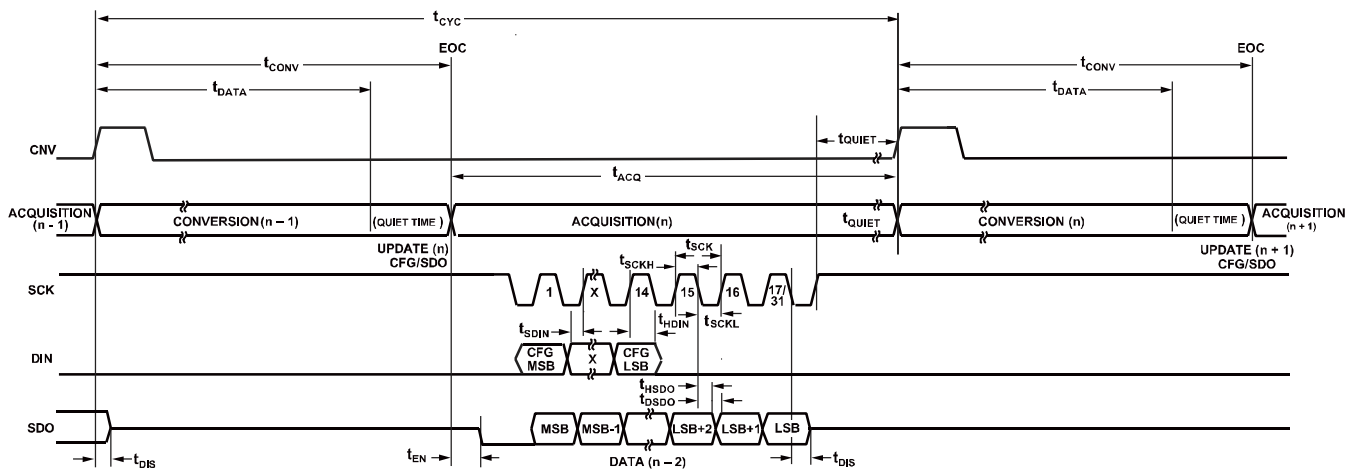 tCYC
EOC
EOC
tCONV
tCONV
tDATA
tDATA
CNV
tQUIET
tACQ
ACQUISITION
(n - 1)
CONVERSION (n – 1)
(QUIET TIME)
ACQUISITION (n)
tQUIET
CONVERSION (n)
(QUIET TIME)
ACQUISITION
(n + 1)
UPDATE (n)
CFG/SDO
UPDATE (n + 1)
CFG/SDO
tSCK
tSCKH
SCK
1
X
14
15
16
17/
31
tSDIN
tHDIN
tSCKL
DIN
CFG
MSB
X
CFG
LSB
tHSDO
tDSDO
SDO
MSB
MSB-1
LSB+2
LSB+1
LSB
tDIS
tEN
DATA (n – 2)
tDIS